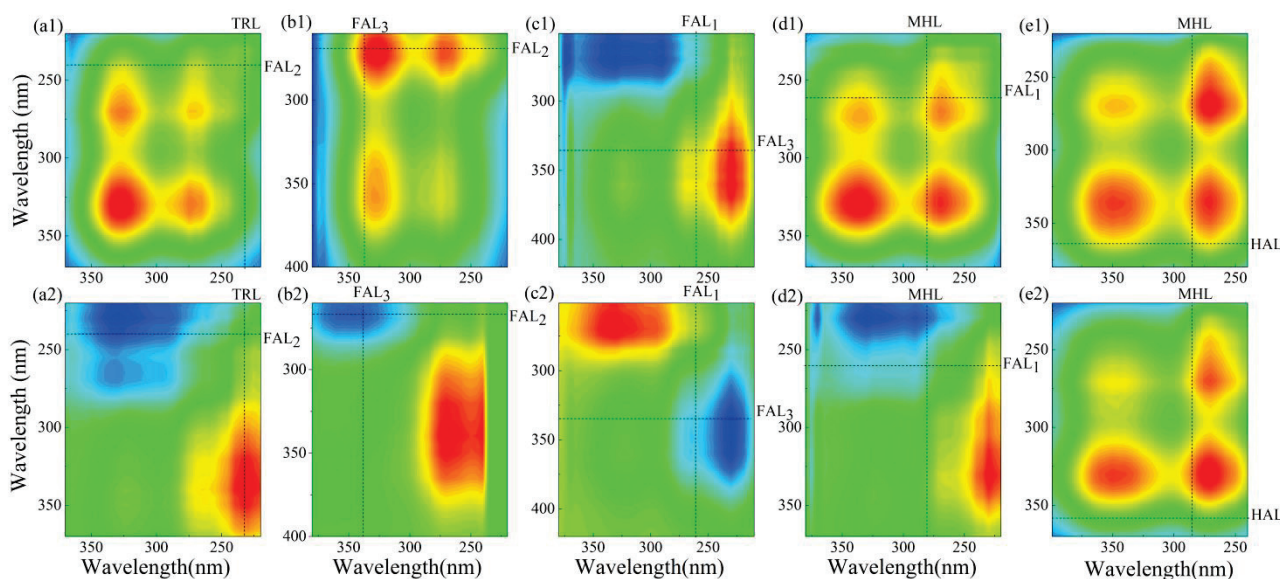 (a1) TRL
FAL2
250
300
350
350 300 250
Wavelength (nm)
(b1) FAL3
FAL2
300
350
400
350 300 250
(c1) FAL1
FAL3
250
300
350
400
350 300 250
(d1) MHL
FAL1
250
300
350
350 300 250
(e1) MHL
HAL
250
300
350
350 300 250
(a2) TRL
FAL2
250
300
350
350 300 250
Wavelength (nm)
Wavelength(nm)
(b2) FAL3
FAL2
300
350
400
350 300 250
Wavelength(nm)
(c2) FAL1
FAL3
250
300
350
400
350 300 250
Wavelength(nm)
(d2) MHL
FAL1
250
300
350
350 300 250
Wavelength(nm)
(e2) MHL
HAL
250
300
350
350 300 250
Wavelength(nm)